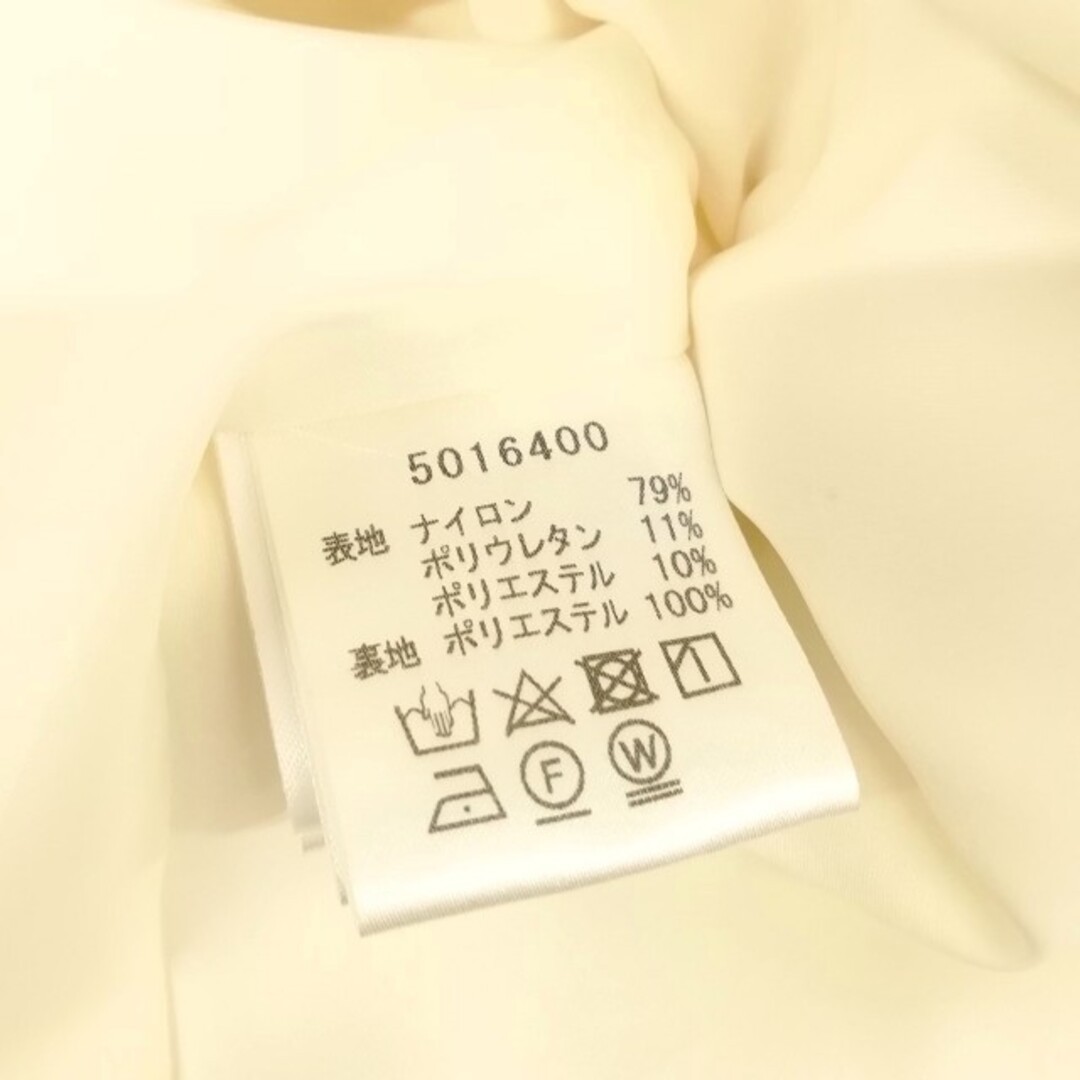 5016400
表地 ナイロン 79%
ポリウレタン 11%
ポリエステル 10%
裏地 ポリエステル 100%
F W